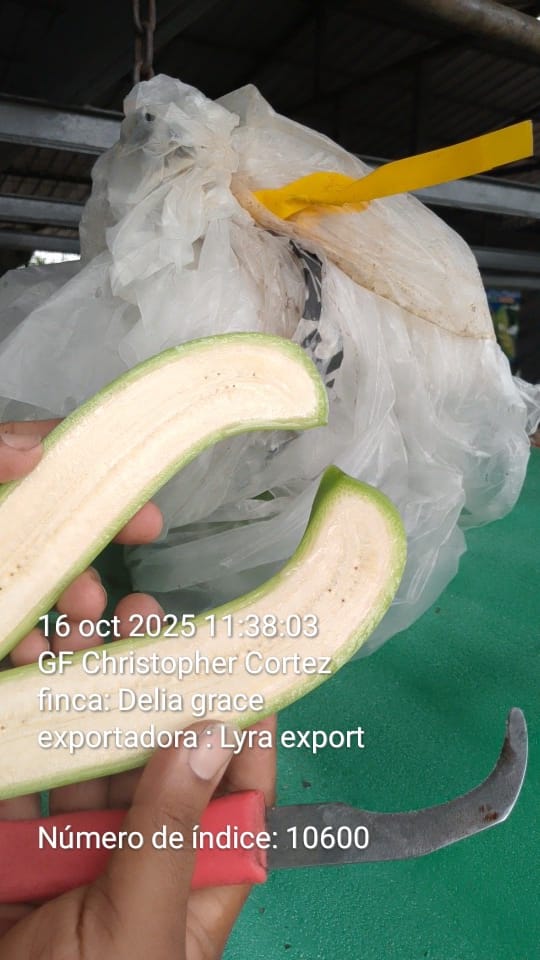 16 oct 2025 11:38:03
GF Christopher Cortez
finca: Delia grace
exportadora : Lyra export
Número de índice: 10600